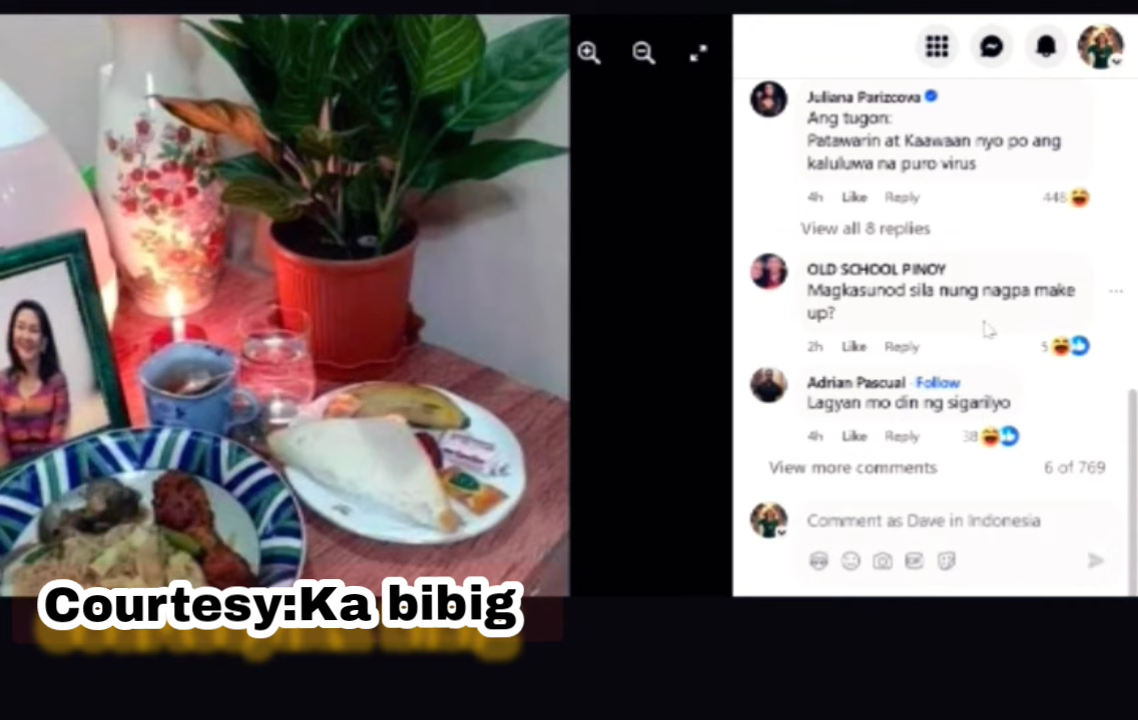 Juliana Parizcova
Ang tugon:
Patawarin at Kaawaan nyo po ang
kaluluwa na puro virus
4h Like Reply 446
View all 8 replies
OLD SCHOOL PINOY
Magkasunod sila nung nagpa make
up?
2h Like Reply 5
Adrian Pascual · Follow
Lagyan mo din ng sigarilyo
4h Like Reply 38
View more comments 6 of 769
Comment as Dave in Indonesia
GIF
Courtesy:Ka bibig